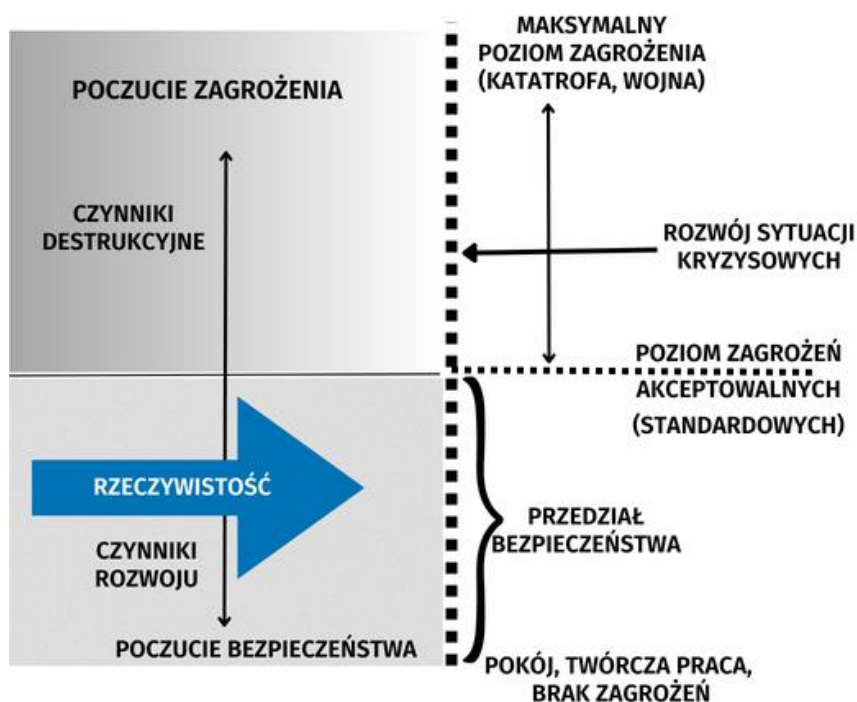 MAKSYMALNY
POZIOM ZAGROŻENIA
(KATATROFA, WOJNA)
POCZUCIE ZAGROŻENIA
CZYNNIKI
DESTRUKCYJNE
ROZWÓJ SYTUACJI
KRYZYSOWYCH
POZIOM ZAGROŻEŃ
AKCEPTOWALNYCH
(STANDARDOWYCH)
RZECZYWISTOŚĆ
PRZEDZIAŁ
BEZPIECZEŃSTWA
CZYNNIKI
ROZWOJU
POCZUCIE BEZPIECZEŃSTWA
POKÓJ, TWÓRCZA PRACA,
BRAK ZAGROŻEŃ